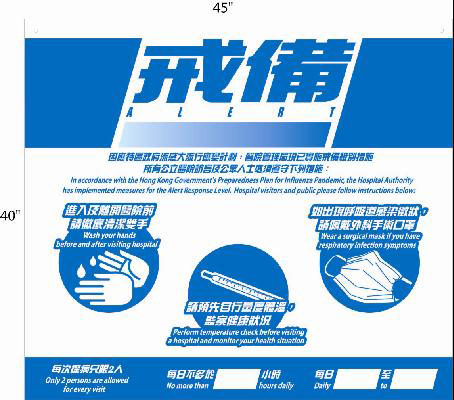 45"
40"
戒備
ALERT
因應特區政府流感大流行應變計劃，醫院管理局現已實施戒備級別措施
所有公立醫院訪客及公眾人士必須遵守下列措施：
In accordance with the Hong Kong Government's Preparedness Plan for Influenza Pandemic, the Hospital Authority
has implemented measures for the Alert Response Level. Hospital visitors and public please follow instructions below:
進入及離開醫院前
請徹底清潔雙手
Wash your hands
before and after visiting hospital
如出現呼吸道感染徵狀，
請佩戴外科手術口罩
Wear a surgical mask if you have
respiratory infection symptoms
請預先自行量度體溫，
監察健康狀況
Perform temperature check before visiting
a hospital and monitor your health situation
每次探病只限2人
Only 2 persons are allowed
for every visit
每日不多於 小時
No more than hours daily
每日 至
Daily to